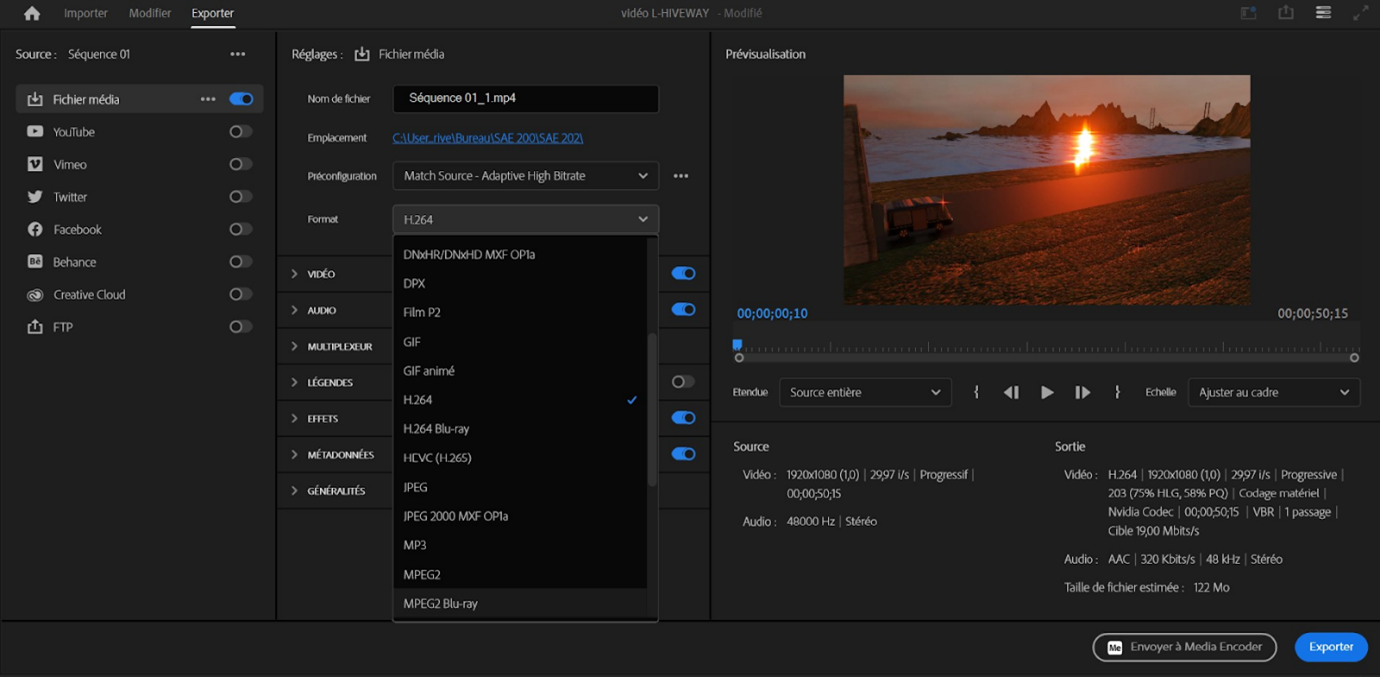 Importer Modifier Exporter
vidéo L-HIVEWAY - Modifié
Source : Séquence 01
Fichier média
YouTube
Vimeo
Twitter
Facebook
Behance
Creative Cloud
FTP
Réglages : Fichier média
Nom de fichier Séquence 01_1.mp4
Emplacement C:\User...rive\Bureau\SAE 200\SAE 202\
Préconfiguration Match Source - Adaptive High Bitrate
Format H.264
DNxHR/DNxHD MXF OP1a
DPX
Film P2
GIF
GIF animé
H.264
H.264 Blu-ray
HEVC (H.265)
JPEG
JPEG 2000 MXF OP1a
MP3
MPEG2
MPEG2 Blu-ray
VIDÉO
AUDIO
MULTIPLEXEUR
LÉGENDES
EFFETS
MÉTADONNÉES
GÉNÉRALITÉS
Prévisualisation
00;00;00;10 00;00;50;15
Etendue Source entière Echelle Ajuster au cadre
Source
Vidéo : 1920x1080 (1,0) | 29,97 i/s | Progressif |
00;00;50;15
Audio : 48000 Hz | Stéréo
Sortie
Vidéo : H.264 | 1920x1080 (1,0) | 29,97 i/s | Progressive |
203 (75% HLG, 58% PQ) | Codage matériel |
Nvidia Codec | 00;00;50;15 | VBR | 1 passage |
Cible 19,00 Mbits/s
Audio : AAC | 320 Kbits/s | 48 kHz | Stéréo
Taille de fichier estimée : 122 Mo
Me Envoyer à Media Encoder
Exporter